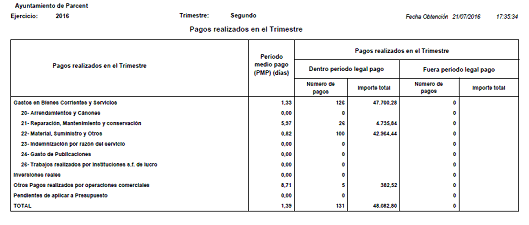 Ayuntamiento de Parcent
Ejercicio: 2016 Trimestre: Segundo Fecha Obtención 21/07/2016 17:35:34
Pagos realizados en el Trimestre
Pagos realizados en el Trimestre
Período medio pago (PMP) (días)
Pagos realizados en el Trimestre
Dentro período legal pago Fuera período legal pago
Número de pagos Importe total Número de pagos Importe total
Gastos en Bienes Corrientes y Servicios 1,33 126 47.700,28 0
20- Arrendamientos y Cánones 0,00 0 0
21- Reparación, Mantenimiento y conservación 5,97 26 4.735,84 0
22- Material, Suministro y Otros 0,82 100 42.964,44 0
23- Indemnización por razón del servicio 0,00 0 0
24- Gasto de Publicaciones 0,00 0 0
26- Trabajos realizados por Instituciones s.f. de lucro 0,00 0 0
Inversiones reales 0,00 0 0
Otros Pagos realizados por operaciones comerciales 8,71 5 382,52 0
Pendientes de aplicar a Presupuesto 0,00 0 0
TOTAL 1,39 131 48.082,80 0